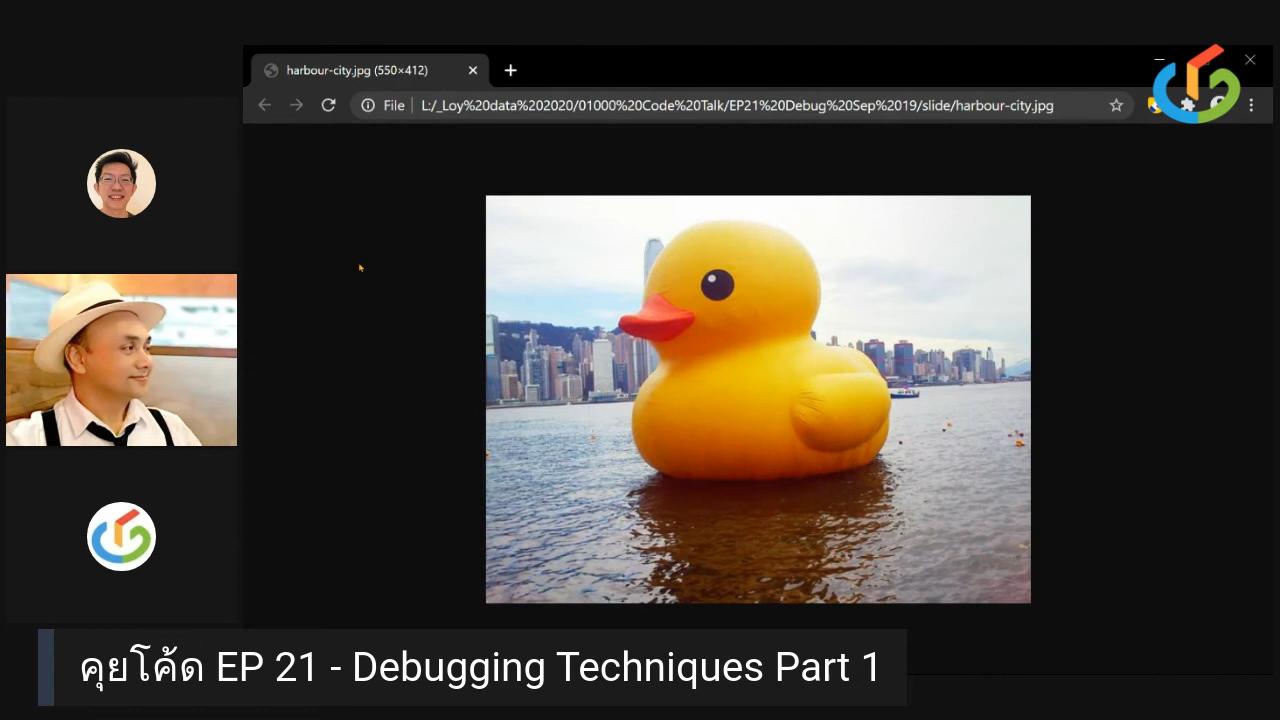 harbour-city.jpg (550×412)
File
L:/_Loy%20data%202020/01000%20Code%20Talk/EP21%20Debug%20Sep%2019/slide/harbour-city.jpg
คุยโค้ด EP 21 - Debugging Techniques Part 1